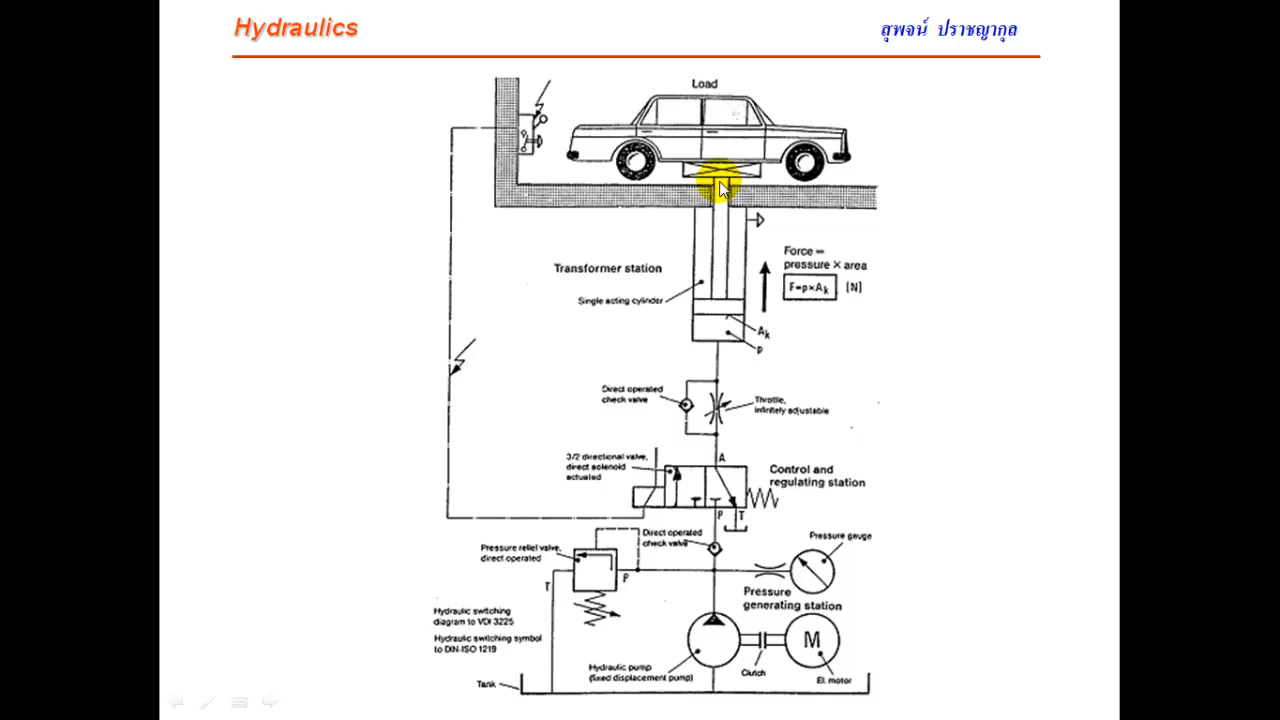 Hydraulics
สุพจน์ ปราชญากุล
Load
Force =
pressure × area
F=p×Ak [N]
Transformer station
Single acting cylinder
Ak
p
Direct operated
check valve
Throttle,
infinitely adjustable
3/2 directional valve,
direct solenoid
actuated
A
Control and
regulating station
P T
Direct operated
check valve
Pressure gauge
Pressure relief valve,
direct operated
T
P
Pressure
generating station
Hydraulic switching
diagram to VDI 3225
Hydraulic switching symbol
to DIN-ISO 1219
M
Hydraulic pump
(fixed displacement pump)
Clutch
El. motor
Tank